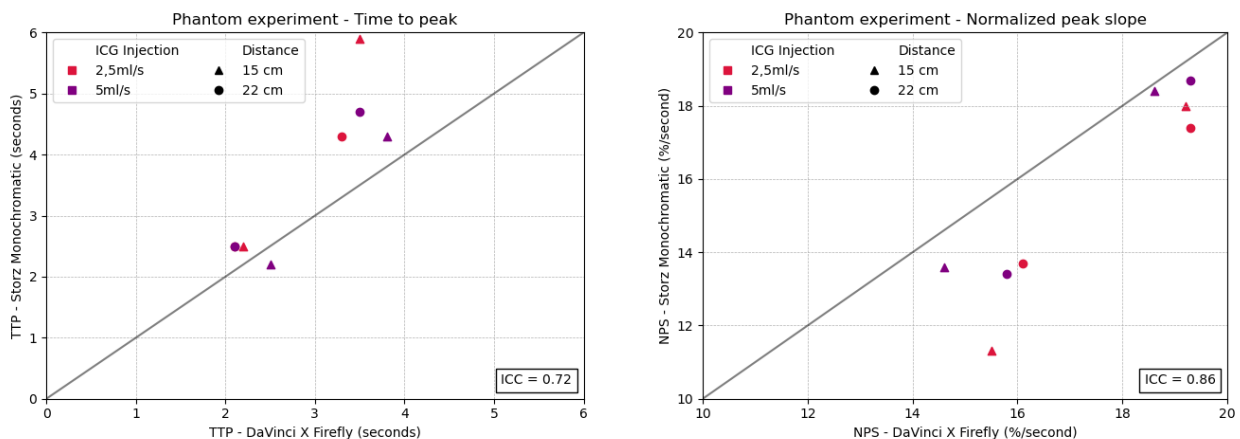 Phantom experiment - Time to peak
ICG Injection
2,5ml/s
5ml/s
Distance
15 cm
22 cm
6
5
4
3
2
1
0
TTP - Storz Monochromatic (seconds)
ICC = 0.72
0 1 2 3 4 5 6
TTP - DaVinci X Firefly (seconds)
Phantom experiment - Normalized peak slope
ICG Injection
2,5ml/s
5ml/s
Distance
15 cm
22 cm
20
18
16
14
12
10
NPS - Storz Monochromatic (%/second)
ICC = 0.86
10 12 14 16 18 20
NPS - DaVinci X Firefly (%/second)